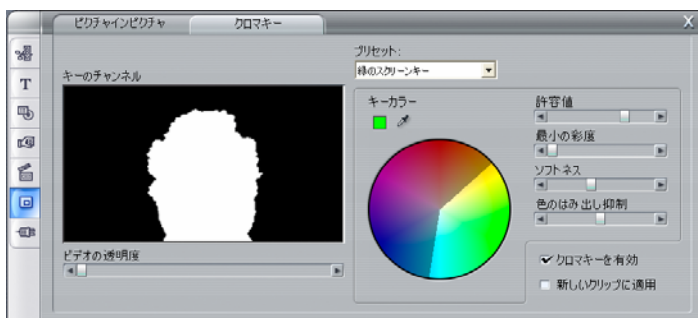 ピクチャインピクチャ
クロマキー
X
プリセット:
緑のスクリーンキー
キーのチャンネル
T
キーカラー
許容値
最小の彩度
ソフトネス
色のはみ出し抑制
ビデオの透明度
クロマキーを有効
新しいクリップに適用